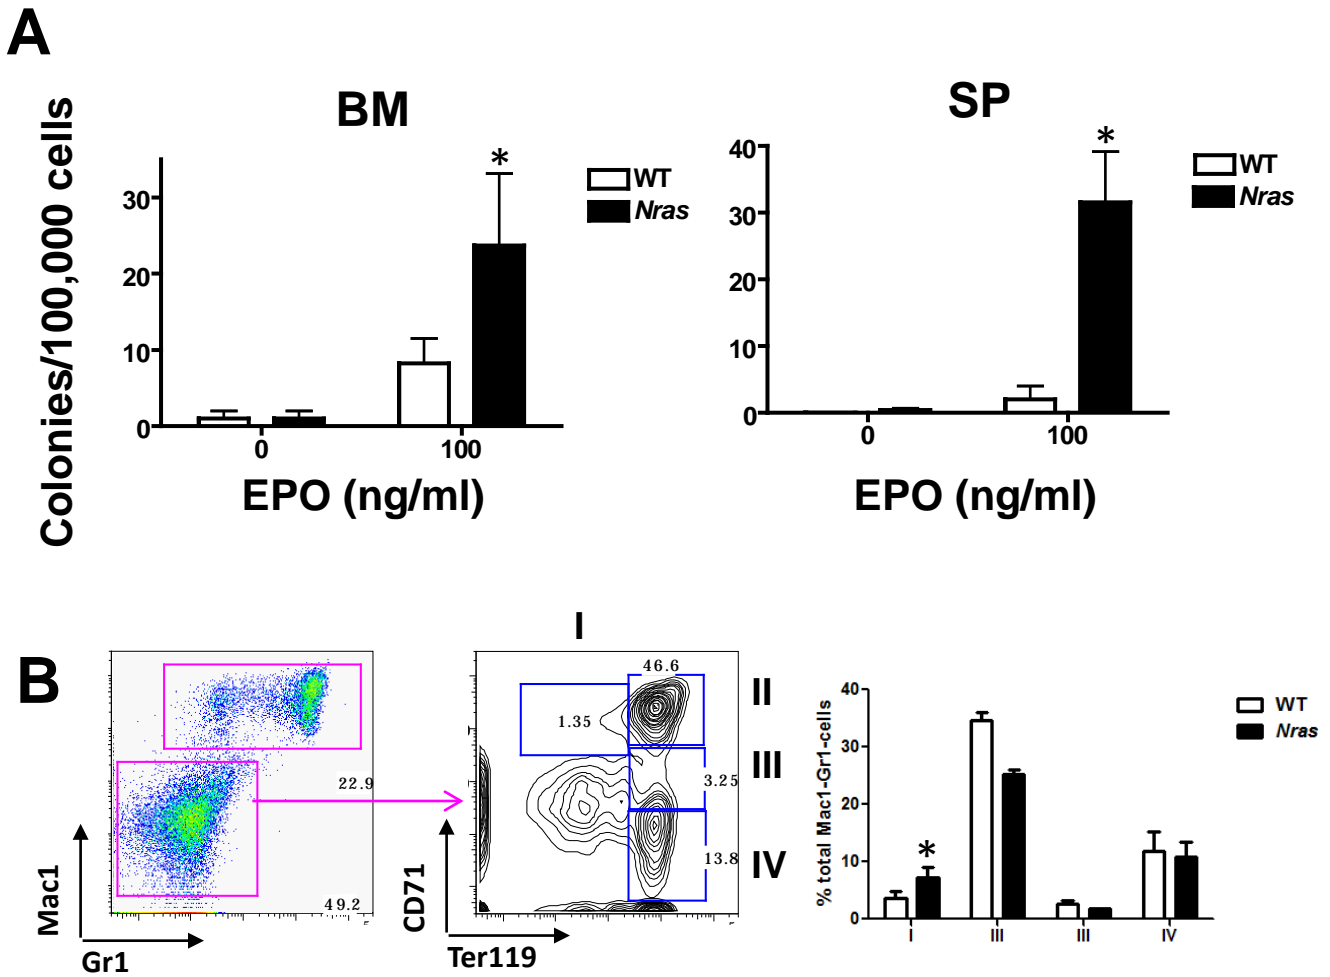 A
BM
SP
Colonies/100,000 cells
*
WT
Nras
30
20
10
0
0
100
EPO (ng/ml)
*
WT
Nras
40
30
20
10
0
0
100
EPO (ng/ml)
B
22.9
49.2
Mac1
Gr1
I
II
III
IV
46.6
1.35
3.25
13.8
CD71
Ter119
% total Mac1-Gr1-cells
40
30
20
10
0
*
I
III
III
IV
WT
Nras